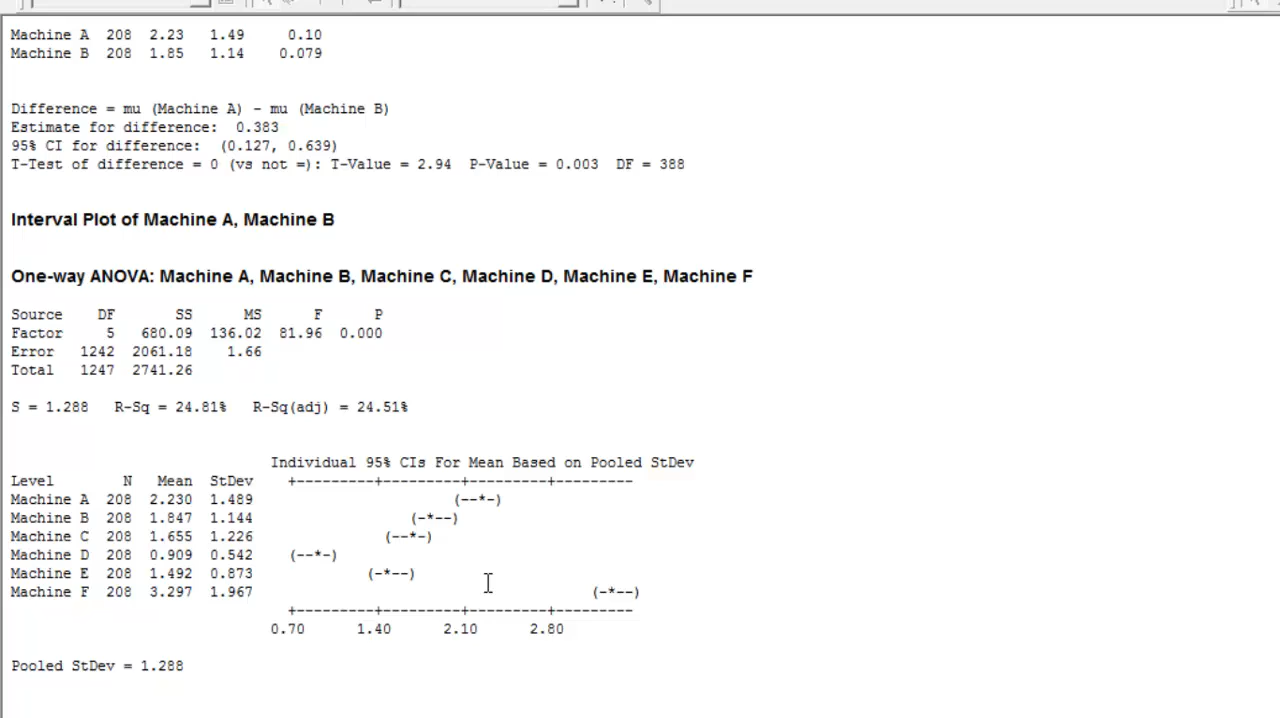 Machine A  208  2.23   1.49     0.10
Machine B  208  1.85   1.14    0.079
Difference = mu (Machine A) - mu (Machine B)
Estimate for difference:  0.383
95% CI for difference:  (0.127, 0.639)
T-Test of difference = 0 (vs not =): T-Value = 2.94  P-Value = 0.003  DF = 388
Interval Plot of Machine A, Machine B
One-way ANOVA: Machine A, Machine B, Machine C, Machine D, Machine E, Machine F
Source    DF       SS      MS      F      P
Factor     5   680.09  136.02  81.96  0.000
Error   1242  2061.18    1.66
Total   1247  2741.26
S = 1.288   R-Sq = 24.81%   R-Sq(adj) = 24.51%
Individual 95% CIs For Mean Based on Pooled StDev
Level        N   Mean  StDev    +---------+---------+---------+---------
Machine A  208  2.230  1.489                       (--*-)
Machine B  208  1.847  1.144                  (-*--)
Machine C  208  1.655  1.226               (--*-)
Machine D  208  0.909  0.542    (--*-)
Machine E  208  1.492  0.873             (-*--)
Machine F  208  3.297  1.967                                       (-*--)
+---------+---------+---------+---------
0.70      1.40      2.10      2.80
Pooled StDev = 1.288